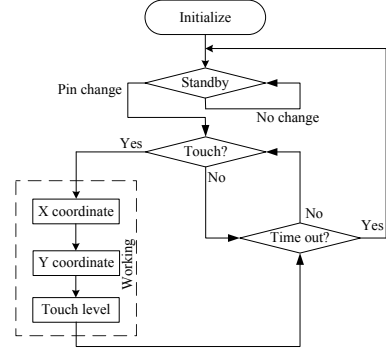 Initialize
Standby
Pin change
No change
Yes
Touch?
No
No
Yes
Time out?
X coordinate
Y coordinate
Working
Touch level